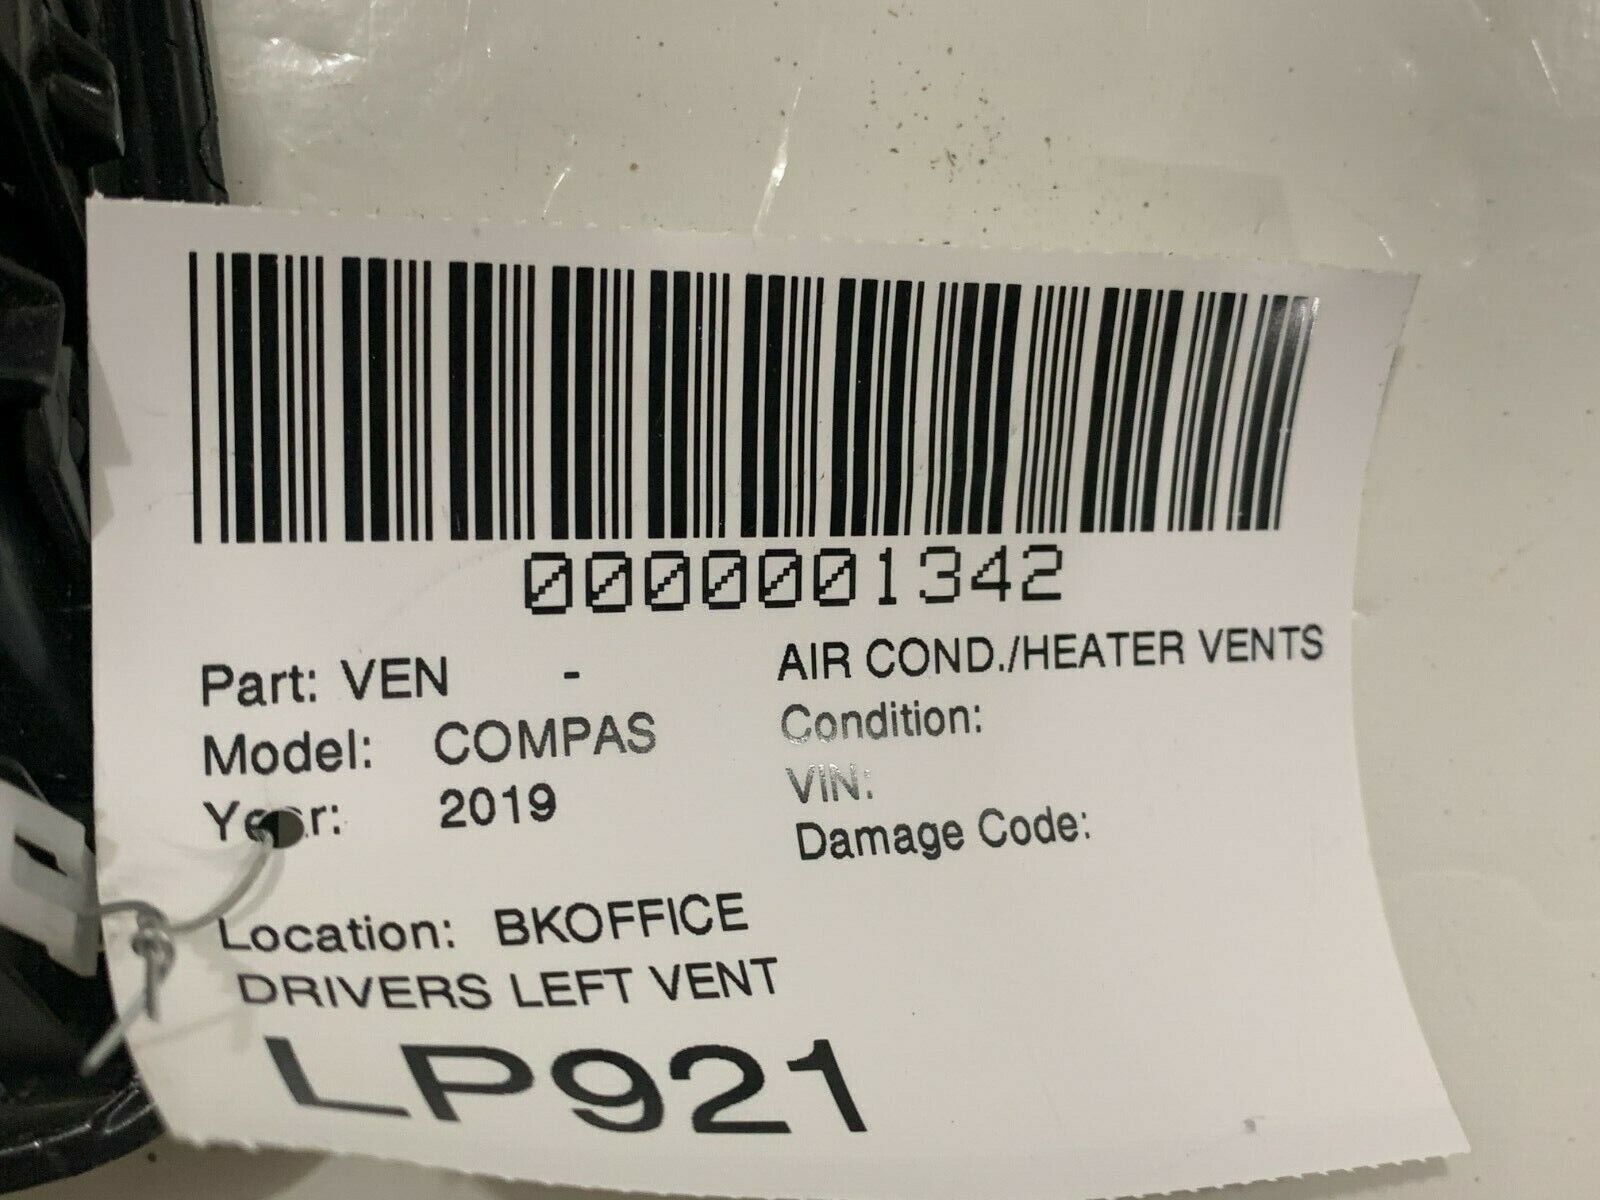 0000001342
Part: VEN - AIR COND./HEATER VENTS
Model: COMPAS Condition:
Year: 2019 VIN:
Damage Code:
Location: BKOFFICE
DRIVERS LEFT VENT
LP921